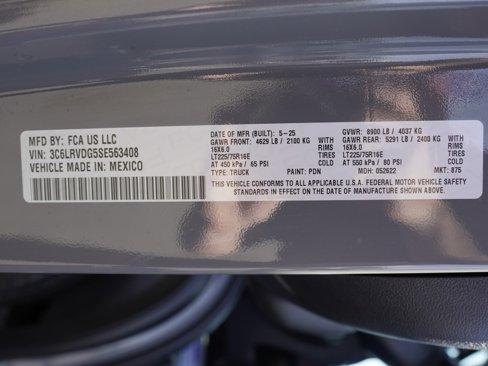 MFD BY: FCA US LLC
VIN: 3C6LRVDG5SE563408
VEHICLE MADE IN: MEXICO
DATE OF MFR (BUILT): 5-25
GAWR FRONT: 4629 LB / 2100 KG
16X6.0
LT225/75R16E
AT 450 kPa / 65 PSI
TYPE: TRUCK
WITH
RIMS
TIRES
COLD
PAINT: PDN
GVWR: 8900 LB / 4037 KG
GAWR REAR: 5291 LB / 2400 KG
16X6.0
LT225/75R16E
AT 550 kPa / 80 PSI
MDH: 052622
WITH
RIMS
TIRES
COLD
MKT: 875
THIS VEHICLE CONFORMS TO ALL APPLICABLE U.S.A. FEDERAL MOTOR VEHICLE SAFETY
STANDARDS IN EFFECT ON THE DATE OF MANUFACTURE SHOWN ABOVE.